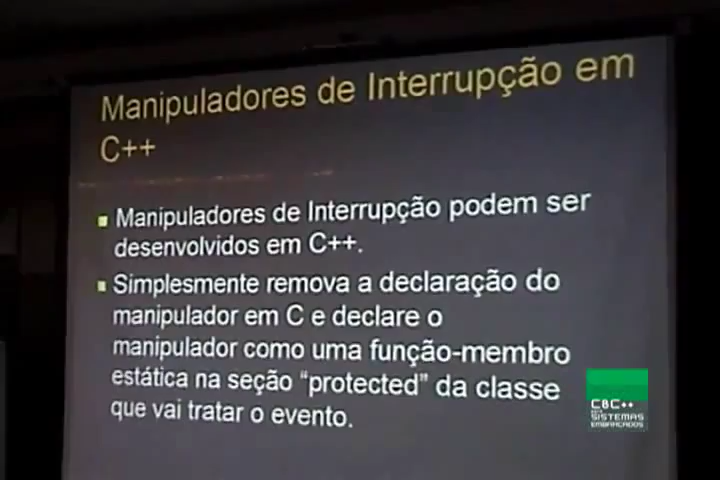 Manipuladores de Interrupção em
C++
Manipuladores de Interrupção podem ser
desenvolvidos em C++.
Simplesmente remova a declaração do
manipulador em C e declare o
manipulador como uma função-membro
estática na seção “protected” da classe
que vai tratar o evento.
C&C++
SISTEMAS
EMBARCADOS